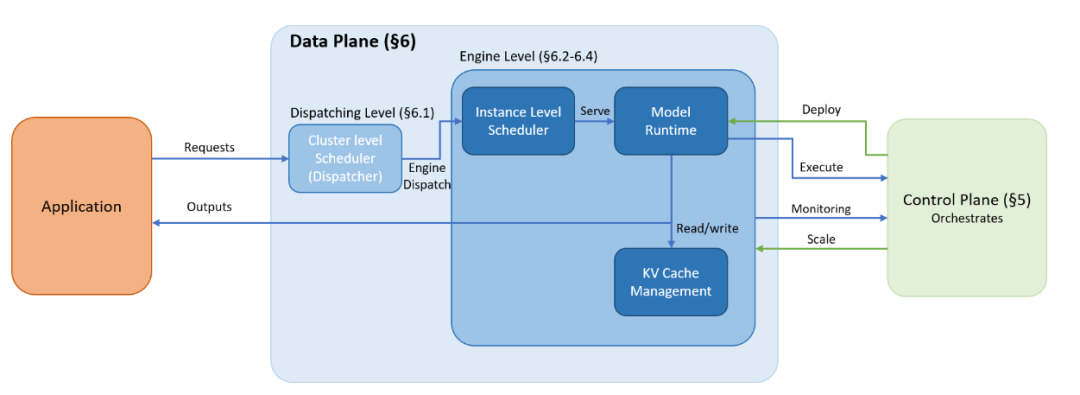 Data Plane (§6)
Engine Level (§6.2-6.4)
Dispatching Level (§6.1)
Instance Level
Scheduler
Serve
Model
Runtime
Deploy
Requests
Cluster level
Scheduler
(Dispatcher)
Engine
Dispatch
Execute
Application
Outputs
Read/write
Monitoring
Control Plane (§5)
Orchestrates
Scale
KV Cache
Management